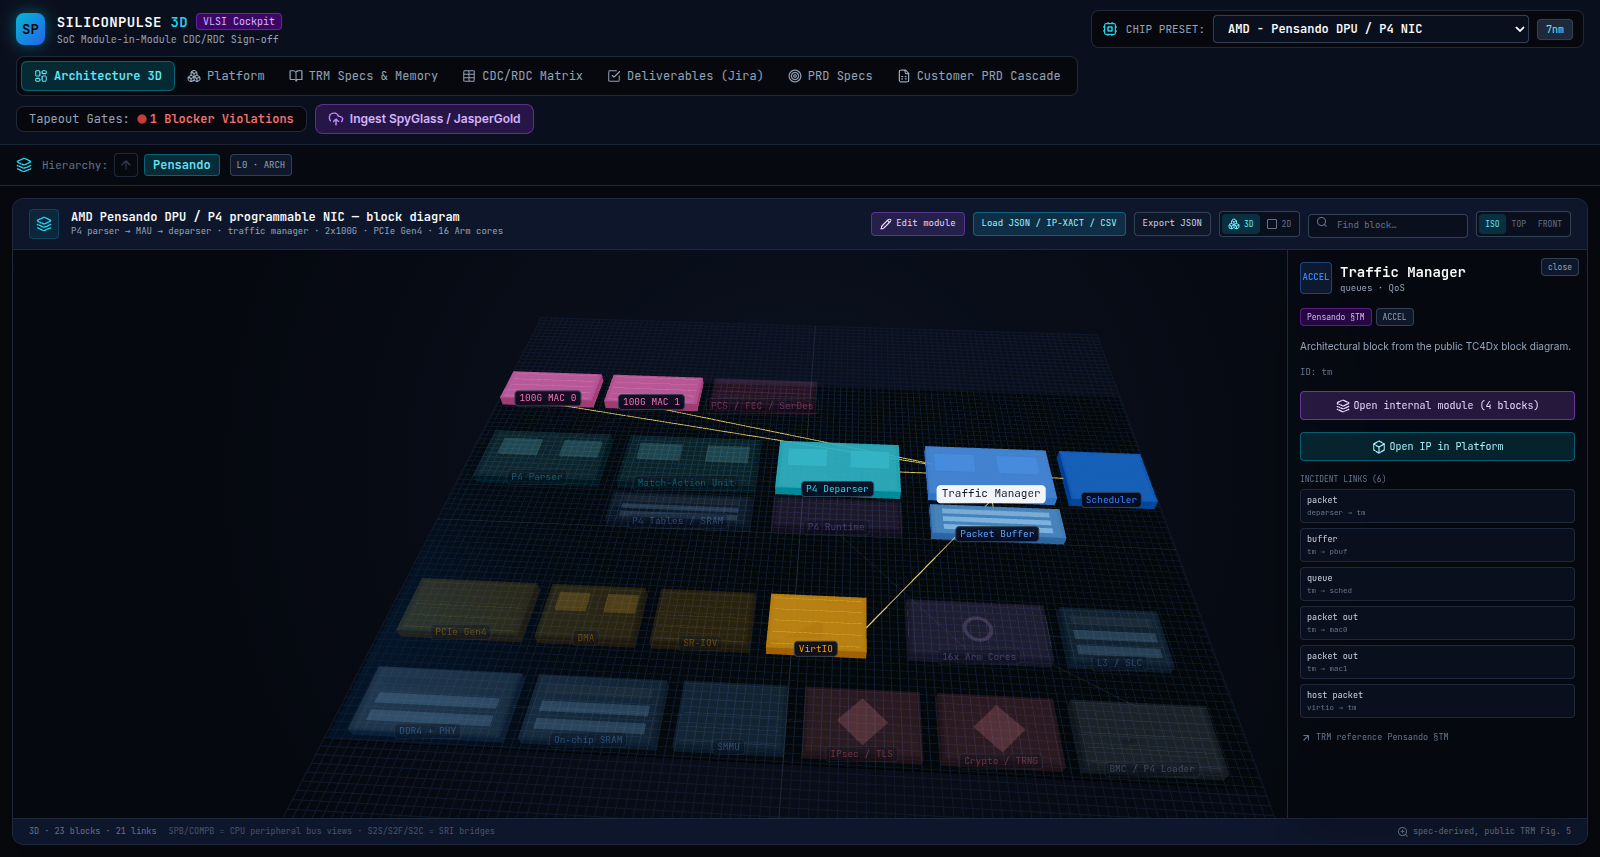 SP
SILICONPULSE 3D VLSI Cockpit
SoC Module-in-Module CDC/RDC Sign-off
CHIP PRESET: AMD - Pensando DPU / P4 NIC 7nm
Architecture 3D Platform TRM Specs & Memory CDC/RDC Matrix Deliverables (Jira) PRD Specs Customer PRD Cascade
Tapeout Gates: 1 Blocker Violations Ingest SpyGlass / JasperGold
Hierarchy: Pensando L0 · ARCH
AMD Pensando DPU / P4 programmable NIC — block diagram
P4 parser → MAU → deparser · traffic manager · 2x100G · PCIe Gen4 · 16 Arm cores
Edit module Load JSON / IP-XACT / CSV Export JSON 3D 2D Find block… ISO TOP FRONT
100G MAC 0
100G MAC 1
PCS / FEC / SerDes
P4 Parser
Match-Action Unit
P4 Deparser
Traffic Manager
Scheduler
P4 Tables / SRAM
P4 Runtime
Packet Buffer
PCIe Gen4
DMA
SR-IOV
VirtIO
16x Arm Cores
LT / SLC
DDR4 + PHY
On-chip SRAM
SMMU
IPsec / TLS
Crypto / TRNG
BMC / P4 Loader
ACCEL
Traffic Manager
queues · QoS
close
Pensando §TM ACCEL
Architectural block from the public TC4Dx block diagram.
ID: tm
Open internal module (4 blocks)
Open IP in Platform
INCIDENT LINKS (6)
packet
deparser → tm
buffer
tm → pbuf
queue
tm → sched
packet out
tm → mac0
packet out
tm → mac1
host packet
virtio → tm
TRM reference Pensando §TM
3D · 23 blocks · 21 links SPB/COMPB = CPU peripheral bus views · S2S/S2F/S2C = SRI bridges
spec-derived, public TRM Fig. 5